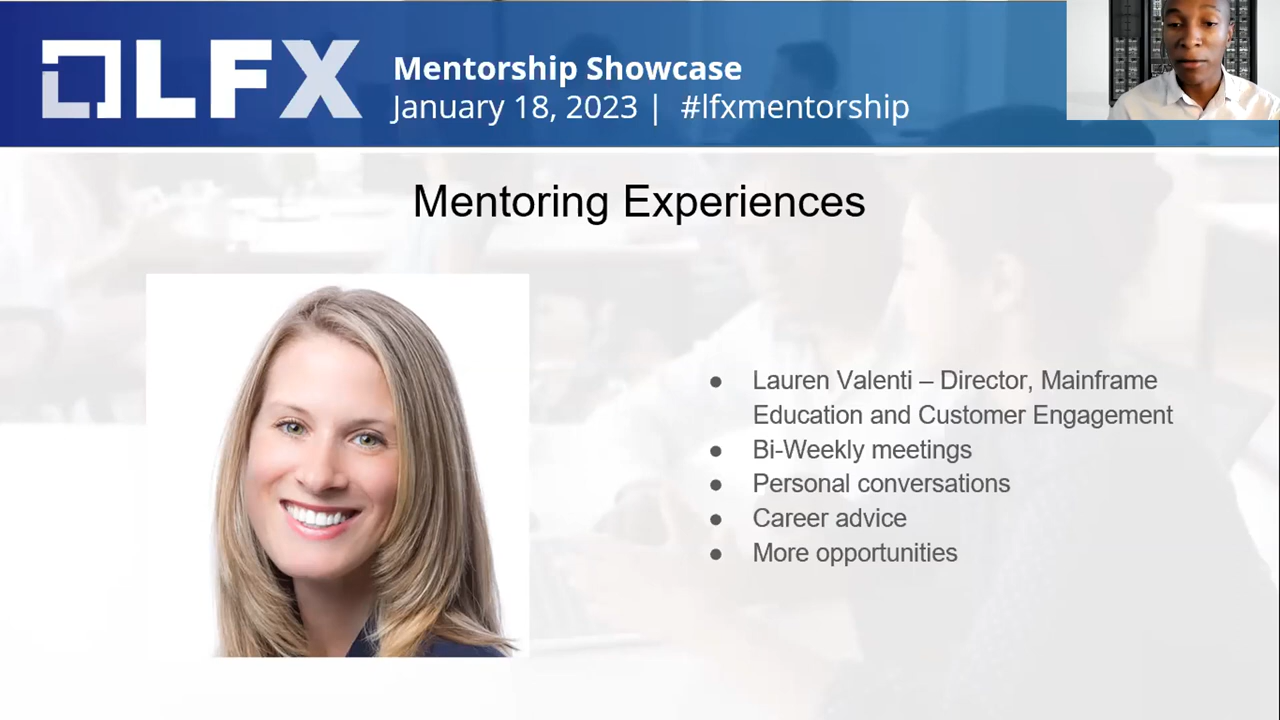 LFX
Mentorship Showcase
January 18, 2023 | #lfxmentorship
Mentoring Experiences
● Lauren Valenti – Director, Mainframe
Education and Customer Engagement
● Bi-Weekly meetings
● Personal conversations
● Career advice
● More opportunities